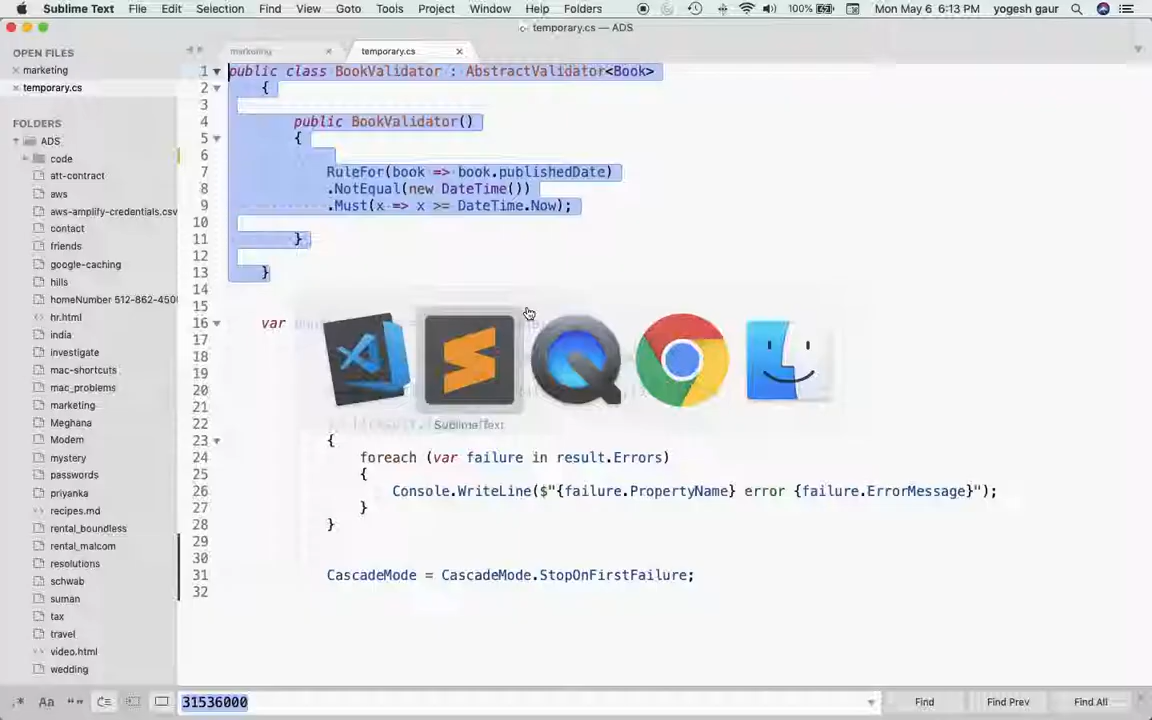 Sublime Text File Edit Selection Find View Goto Tools Project Window Help Folders 100% Mon May 6 6:13 PM yogesh gaur
temporary.cs — ADS
OPEN FILES
marketing
temporary.cs
FOLDERS
ADS
code
att-contract
aws
aws-amplify-credentials.csv
contact
friends
google-caching
hills
homeNumber 512-862-450
hr.html
india
investigate
mac-shortcuts
mac_problems
marketing
Meghana
Modem
mystery
passwords
priyanka
recipes.md
rental_boundless
rental_malcom
resolutions
schwab
suman
tax
travel
video.html
wedding
marketing temporary.cs
1 public class BookValidator : AbstractValidator<Book>
2 {
3
4 public BookValidator()
5 {
6
7 RuleFor(book => book.publishedDate)
8 .NotEqual(new DateTime())
9 .Must(x => x >= DateTime.Now);
10
11 }
12
13 }
14
15
16 var
17
18
19
20
21
22
23 {
24 foreach (var failure in result.Errors)
25 {
26 Console.WriteLine($"{failure.PropertyName} error {failure.ErrorMessage}");
27 }
28 }
29
30
31 CascadeMode = CascadeMode.StopOnFirstFailure;
32
Sublime Text
.* Aa “” 31536000 Find Find Prev Find All